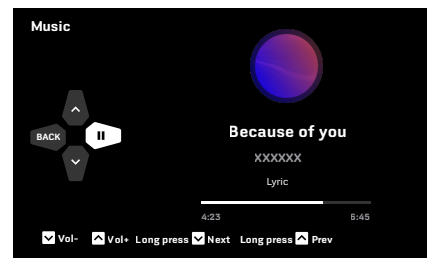 Music
BACK
Because of you
XXXXXX
Lyric
4:23 6:45
Vol- Vol+ Long press Next Long press Prev